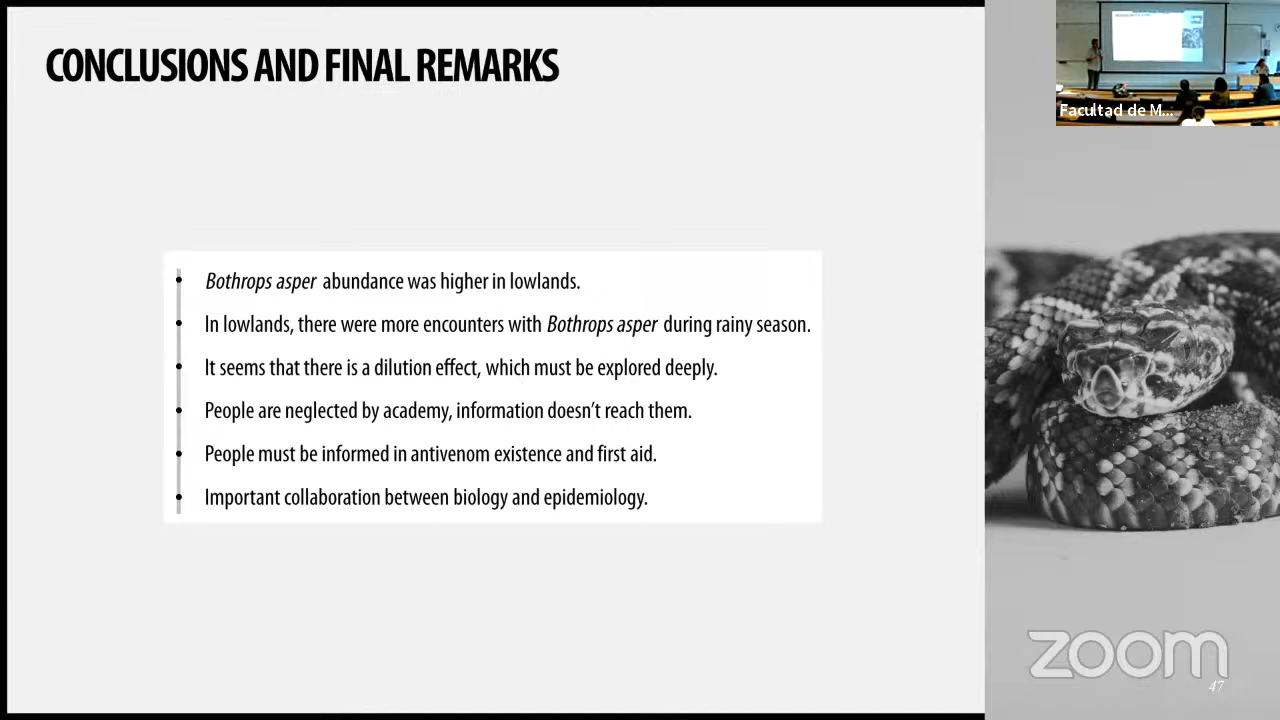 CONCLUSIONS AND FINAL REMARKS
Facultad de M...
• Bothrops asper abundance was higher in lowlands.
• In lowlands, there were more encounters with Bothrops asper during rainy season.
• It seems that there is a dilution effect, which must be explored deeply.
• People are neglected by academy, information doesn't reach them.
• People must be informed in antivenom existence and first aid.
• Important collaboration between biology and epidemiology.
zoom
47